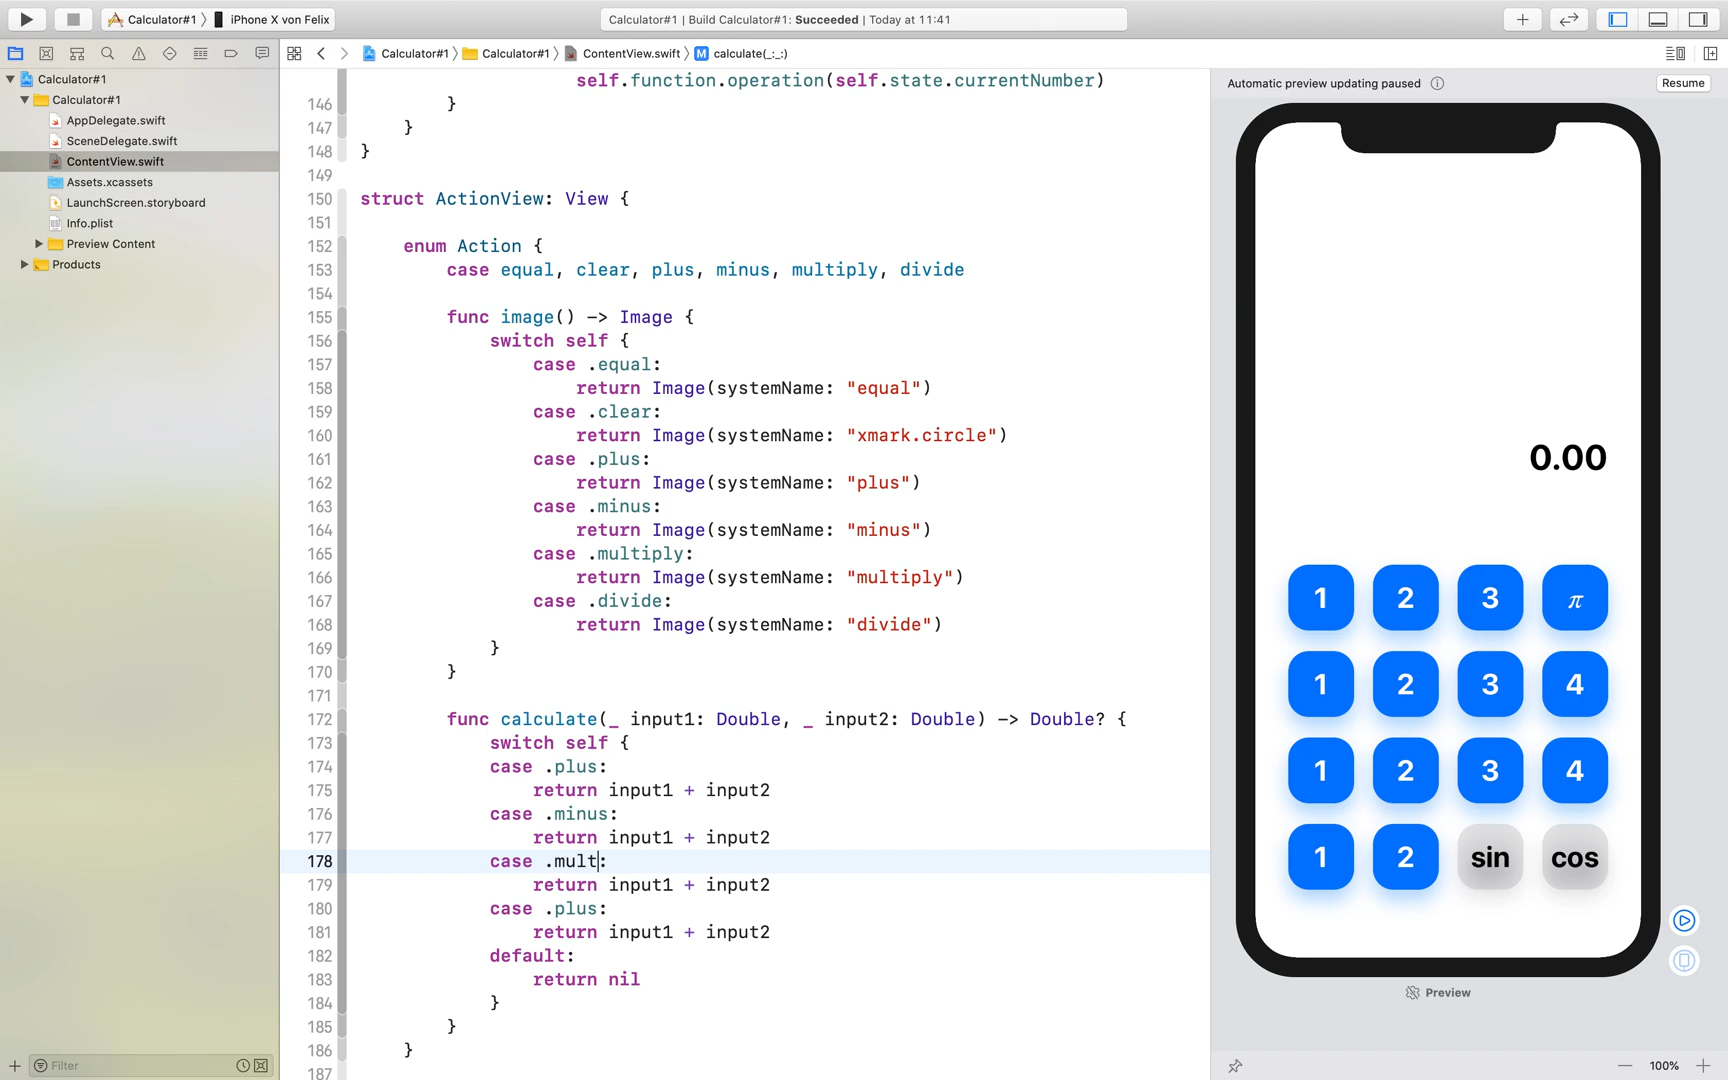 Calculator#1 〉 iPhone X von Felix
Calculator#1 | Build Calculator#1: Succeeded | Today at 11:41
Calculator#1 〉 Calculator#1 〉 ContentView.swift 〉 M calculate(_:_:)
Calculator#1
Calculator#1
AppDelegate.swift
SceneDelegate.swift
ContentView.swift
Assets.xcassets
LaunchScreen.storyboard
Info.plist
Preview Content
Products
Filter
self.function.operation(self.state.currentNumber)
146 }
147 }
148 }
149
150 struct ActionView: View {
151
152 enum Action {
153 case equal, clear, plus, minus, multiply, divide
154
155 func image() -> Image {
156 switch self {
157 case .equal:
158 return Image(systemName: "equal")
159 case .clear:
160 return Image(systemName: "xmark.circle")
161 case .plus:
162 return Image(systemName: "plus")
163 case .minus:
164 return Image(systemName: "minus")
165 case .multiply:
166 return Image(systemName: "multiply")
167 case .divide:
168 return Image(systemName: "divide")
169 }
170 }
171
172 func calculate(_ input1: Double, _ input2: Double) -> Double? {
173 switch self {
174 case .plus:
175 return input1 + input2
176 case .minus:
177 return input1 + input2
178 case .mult:
179 return input1 + input2
180 case .plus:
181 return input1 + input2
182 default:
183 return nil
184 }
185 }
186 }
187
Automatic preview updating paused
Resume
0.00
1 2 3 π
1 2 3 4
1 2 3 4
1 2 sin cos
Preview
100%